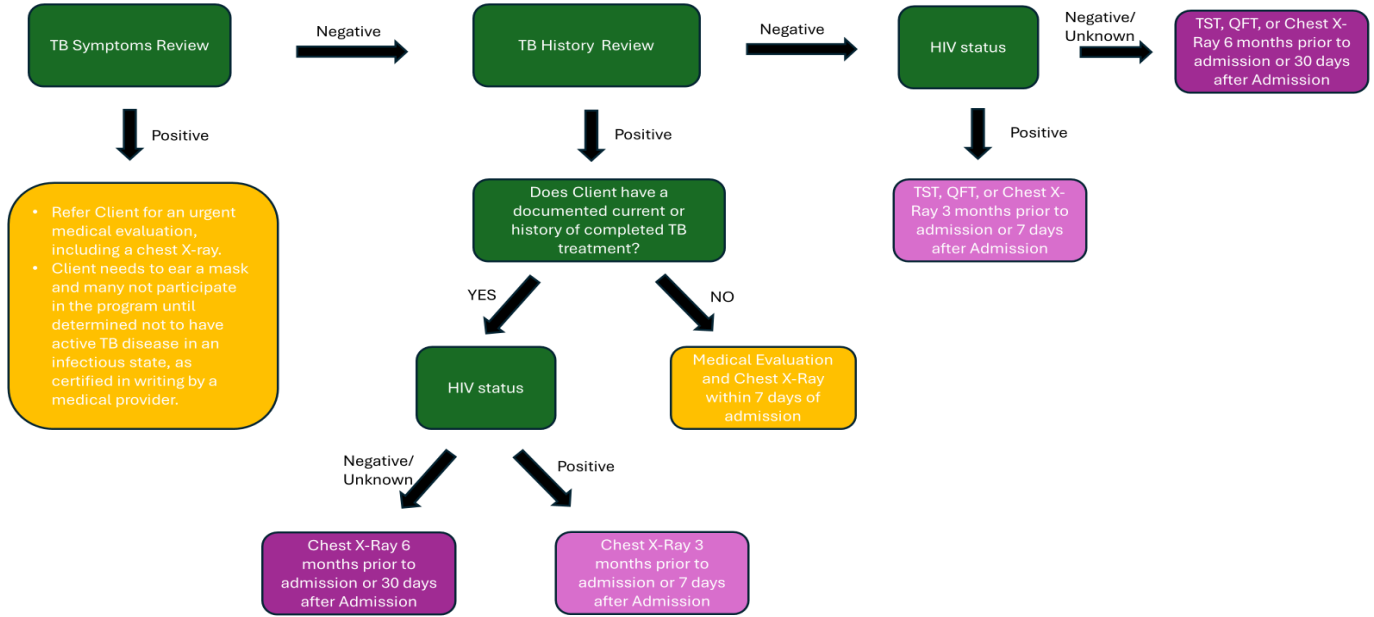 TB Symptoms Review
Negative
TB History  Review
Negative
HIV status
Negative/
Unknown
TST, QFT, or Chest X-
Ray 6 months prior to
admission or 30 days
after Admission
Positive
Positive
Positive
• Refer Client for an urgent
medical evaluation,
including a chest X-ray.
• Client needs to ear a mask
and many not participate
in the program until
determined not to have
active TB disease in an
infectious state, as
certified in writing by a
medical provider.
Does Client have a
documented current or
history of completed TB
treatment?
TST, QFT, or Chest X-
Ray 3 months prior to
admission or 7 days
after Admission
YES
NO
HIV status
Medical Evaluation
and Chest X-Ray
within 7 days of
admission
Negative/
Unknown
Positive
Chest X-Ray 6
months prior to
admission or 30 days
after Admission
Chest X-Ray 3
months prior to
admission or 7 days
after Admission